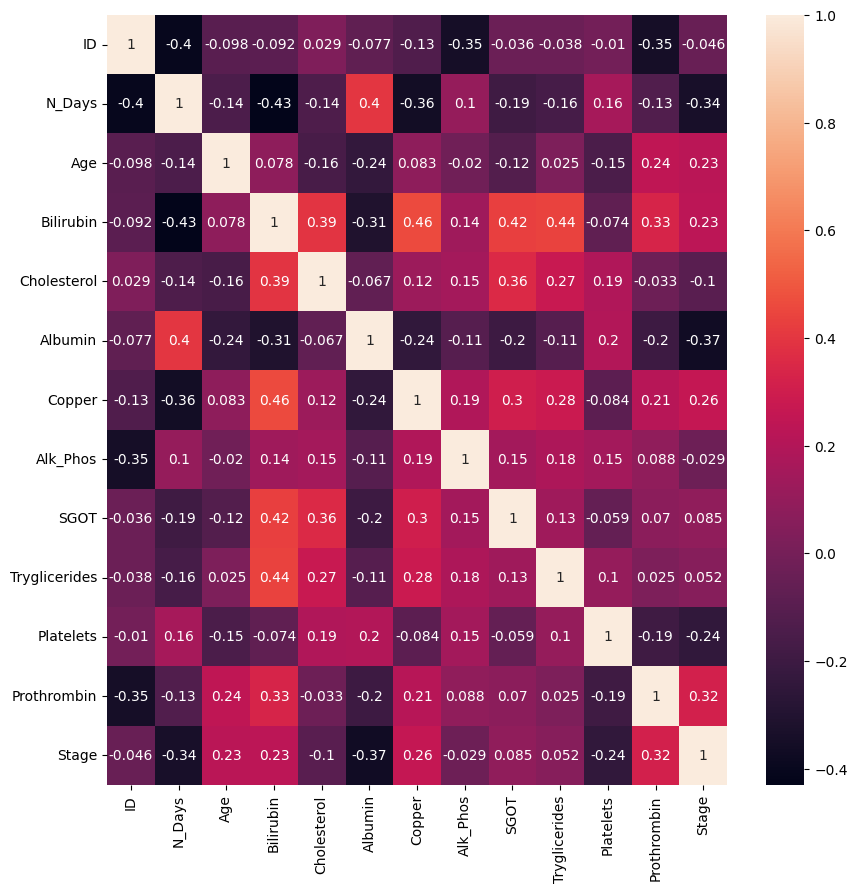 ID 1 -0.4 -0.098 -0.092 0.029 -0.077 -0.13 -0.35 -0.036 -0.038 -0.01 -0.35 -0.046
N_Days -0.4 1 -0.14 -0.43 -0.14 0.4 -0.36 0.1 -0.19 -0.16 0.16 -0.13 -0.34
Age -0.098 -0.14 1 0.078 -0.16 -0.24 0.083 -0.02 -0.12 0.025 -0.15 0.24 0.23
Bilirubin -0.092 -0.43 0.078 1 0.39 -0.31 0.46 0.14 0.42 0.44 -0.074 0.33 0.23
Cholesterol 0.029 -0.14 -0.16 0.39 1 -0.067 0.12 0.15 0.36 0.27 0.19 -0.033 -0.1
Albumin -0.077 0.4 -0.24 -0.31 -0.067 1 -0.24 -0.11 -0.2 -0.11 0.2 -0.2 -0.37
Copper -0.13 -0.36 0.083 0.46 0.12 -0.24 1 0.19 0.3 0.28 -0.084 0.21 0.26
Alk_Phos -0.35 0.1 -0.02 0.14 0.15 -0.11 0.19 1 0.15 0.18 0.15 0.088 -0.029
SGOT -0.036 -0.19 -0.12 0.42 0.36 -0.2 0.3 0.15 1 0.13 -0.059 0.07 0.085
Tryglicerides -0.038 -0.16 0.025 0.44 0.27 -0.11 0.28 0.18 0.13 1 0.1 0.025 0.052
Platelets -0.01 0.16 -0.15 -0.074 0.19 0.2 -0.084 0.15 -0.059 0.1 1 -0.19 -0.24
Prothrombin -0.35 -0.13 0.24 0.33 -0.033 -0.2 0.21 0.088 0.07 0.025 -0.19 1 0.32
Stage -0.046 -0.34 0.23 0.23 -0.1 -0.37 0.26 -0.029 0.085 0.052 -0.24 0.32 1
ID N_Days Age Bilirubin Cholesterol Albumin Copper Alk_Phos SGOT Tryglicerides Platelets Prothrombin Stage
1.0
0.8
0.6
0.4
0.2
0.0
−0.2
−0.4